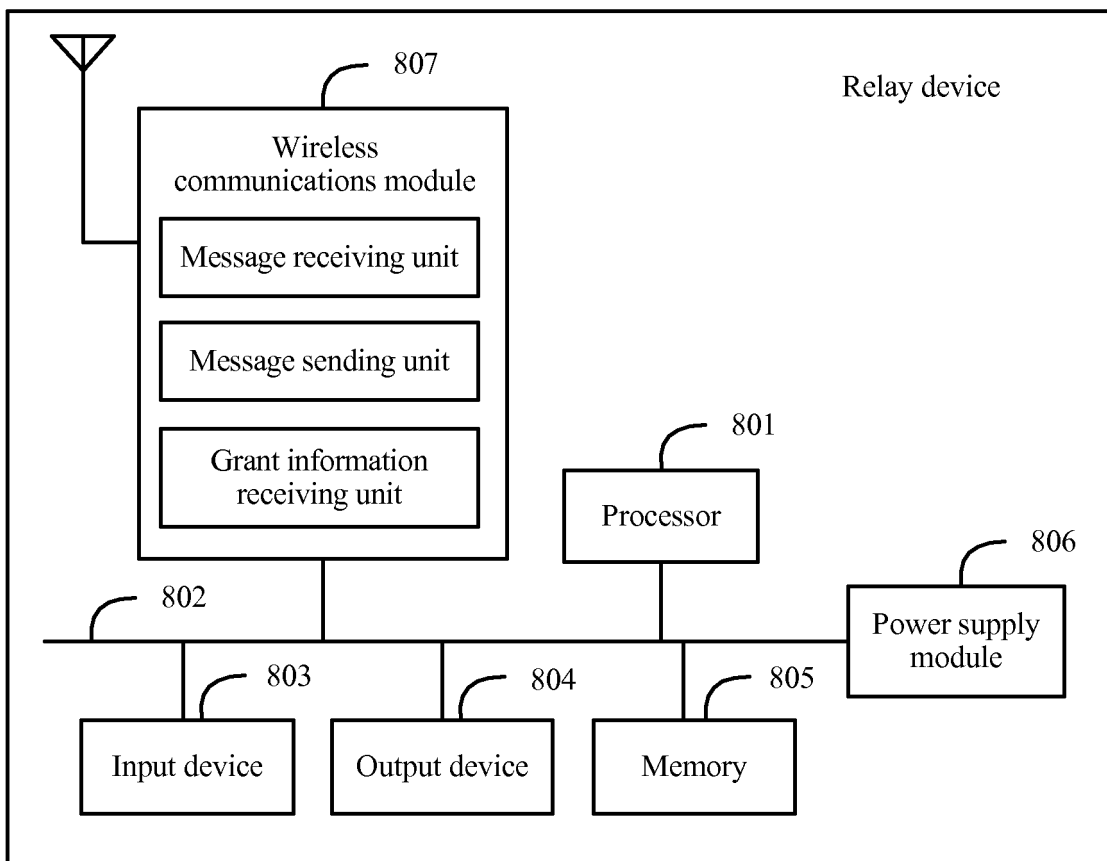 807
Relay device
Wireless
communications module
Message receiving unit
Message sending unit
Grant information
receiving unit
801
Processor
806
Power supply
module
802
803
804
805
Input device
Output device
Memory